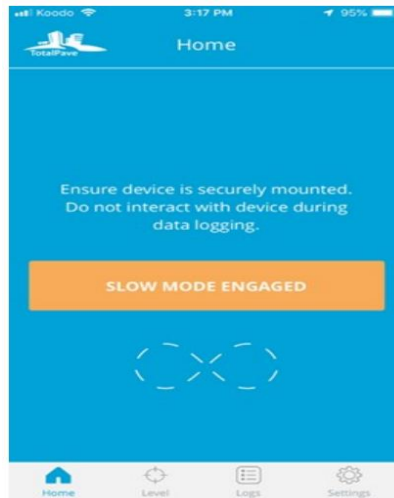 Koodo 3:17 PM 95%
TotalPave
Home
Ensure device is securely mounted.
Do not interact with device during
data logging.
SLOW MODE ENGAGED
Home Level Logs Settings